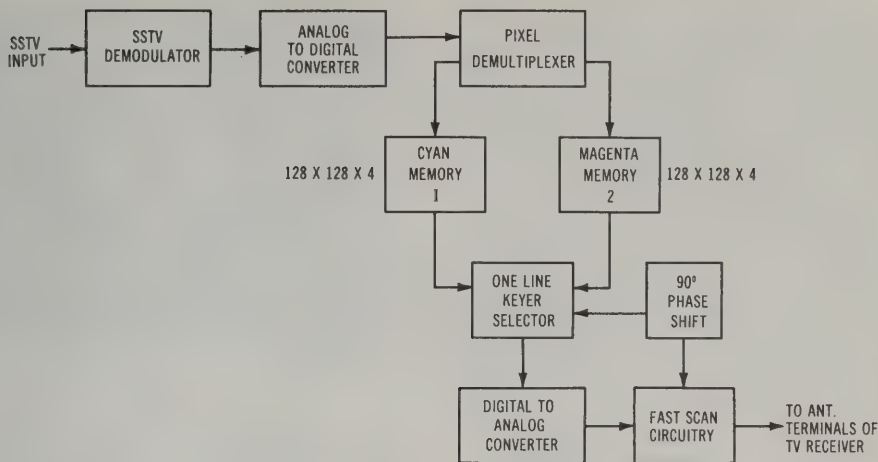 SSTV
INPUT
SSTV
DEMODULATOR
ANALOG
TO DIGITAL
CONVERTER
PIXEL
DEMULTIPLEXER
128 X 128 X 4
CYAN
MEMORY
1
MAGENTA
MEMORY
2
128 X 128 X 4
ONE LINE
KEYER
SELECTOR
90°
PHASE
SHIFT
DIGITAL TO
ANALOG
CONVERTER
FAST SCAN
CIRCUITRY
TO ANT.
TERMINALS OF
TV RECEIVER